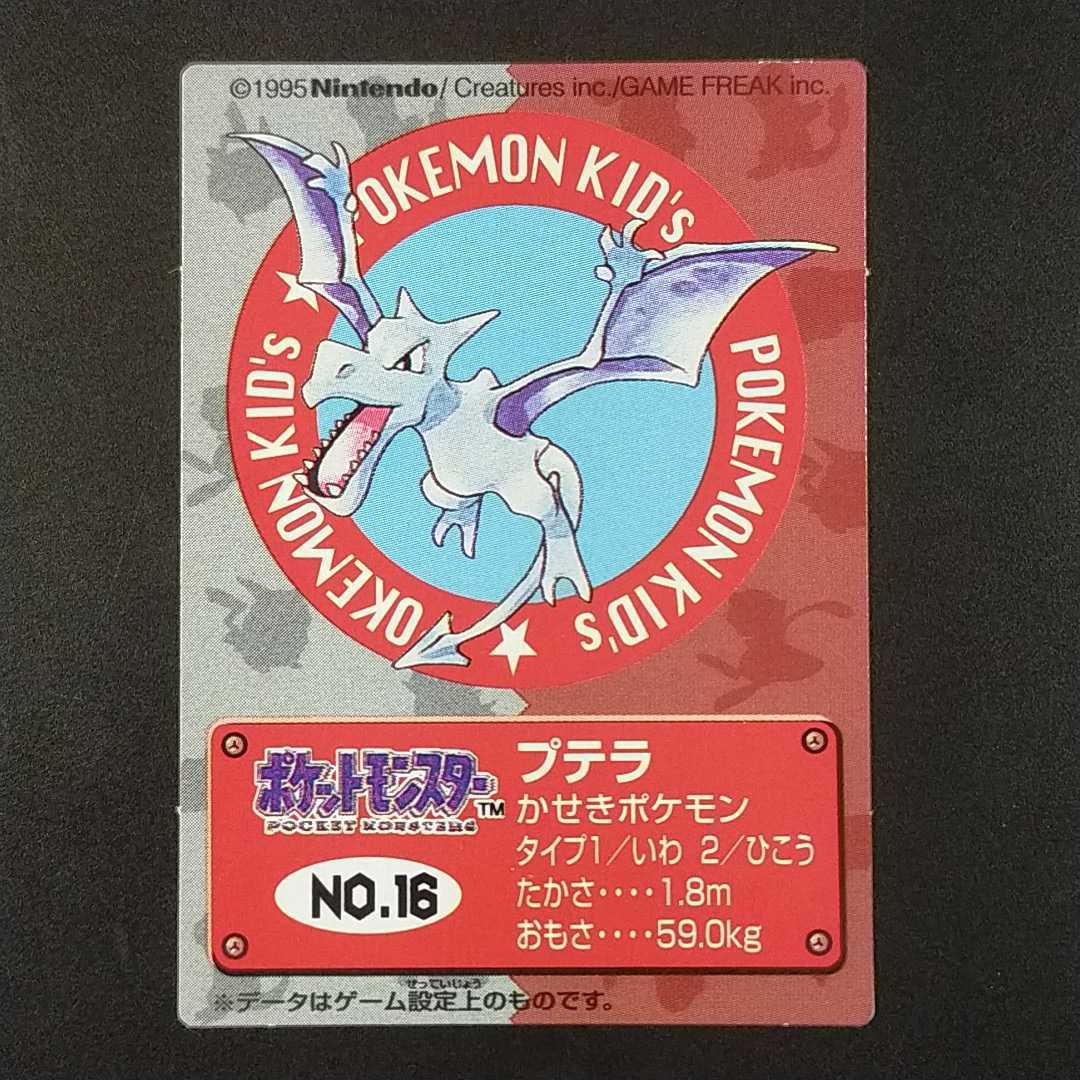 ©1995 Nintendo/Creatures inc./GAME FREAK inc.
POKEMON KID's
POKEMON KID's
POKEMON KID's
ポケットモンスター™
POCKET MONSTERS
NO.16
プテラ
かせきポケモン
タイプ1/いわ 2/ひこう
たかさ‥‥1.8m
おもさ‥‥59.0kg
せっていじょう
※データはゲーム設定上のものです。